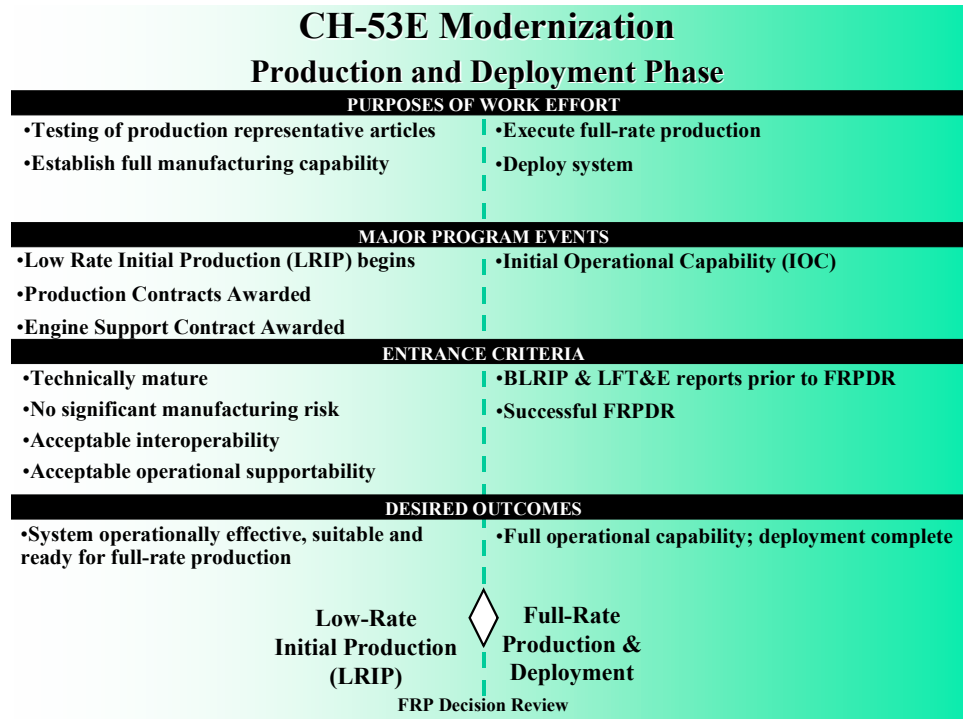 CH-53E Modernization
Production and Deployment Phase
PURPOSES OF WORK EFFORT
•Testing of production representative articles
•Establish full manufacturing capability
•Execute full-rate production
•Deploy system
MAJOR PROGRAM EVENTS
•Low Rate Initial Production (LRIP) begins
•Production Contracts Awarded
•Engine Support Contract Awarded
•Initial Operational Capability (IOC)
ENTRANCE CRITERIA
•Technically mature
•No significant manufacturing risk
•Acceptable interoperability
•Acceptable operational supportability
•BLRIP & LFT&E reports prior to FRPDR
•Successful FRPDR
DESIRED OUTCOMES
•System operationally effective, suitable and
ready for full-rate production
•Full operational capability; deployment complete
Low-Rate
Initial Production
(LRIP)
Full-Rate
Production &
Deployment
FRP Decision Review